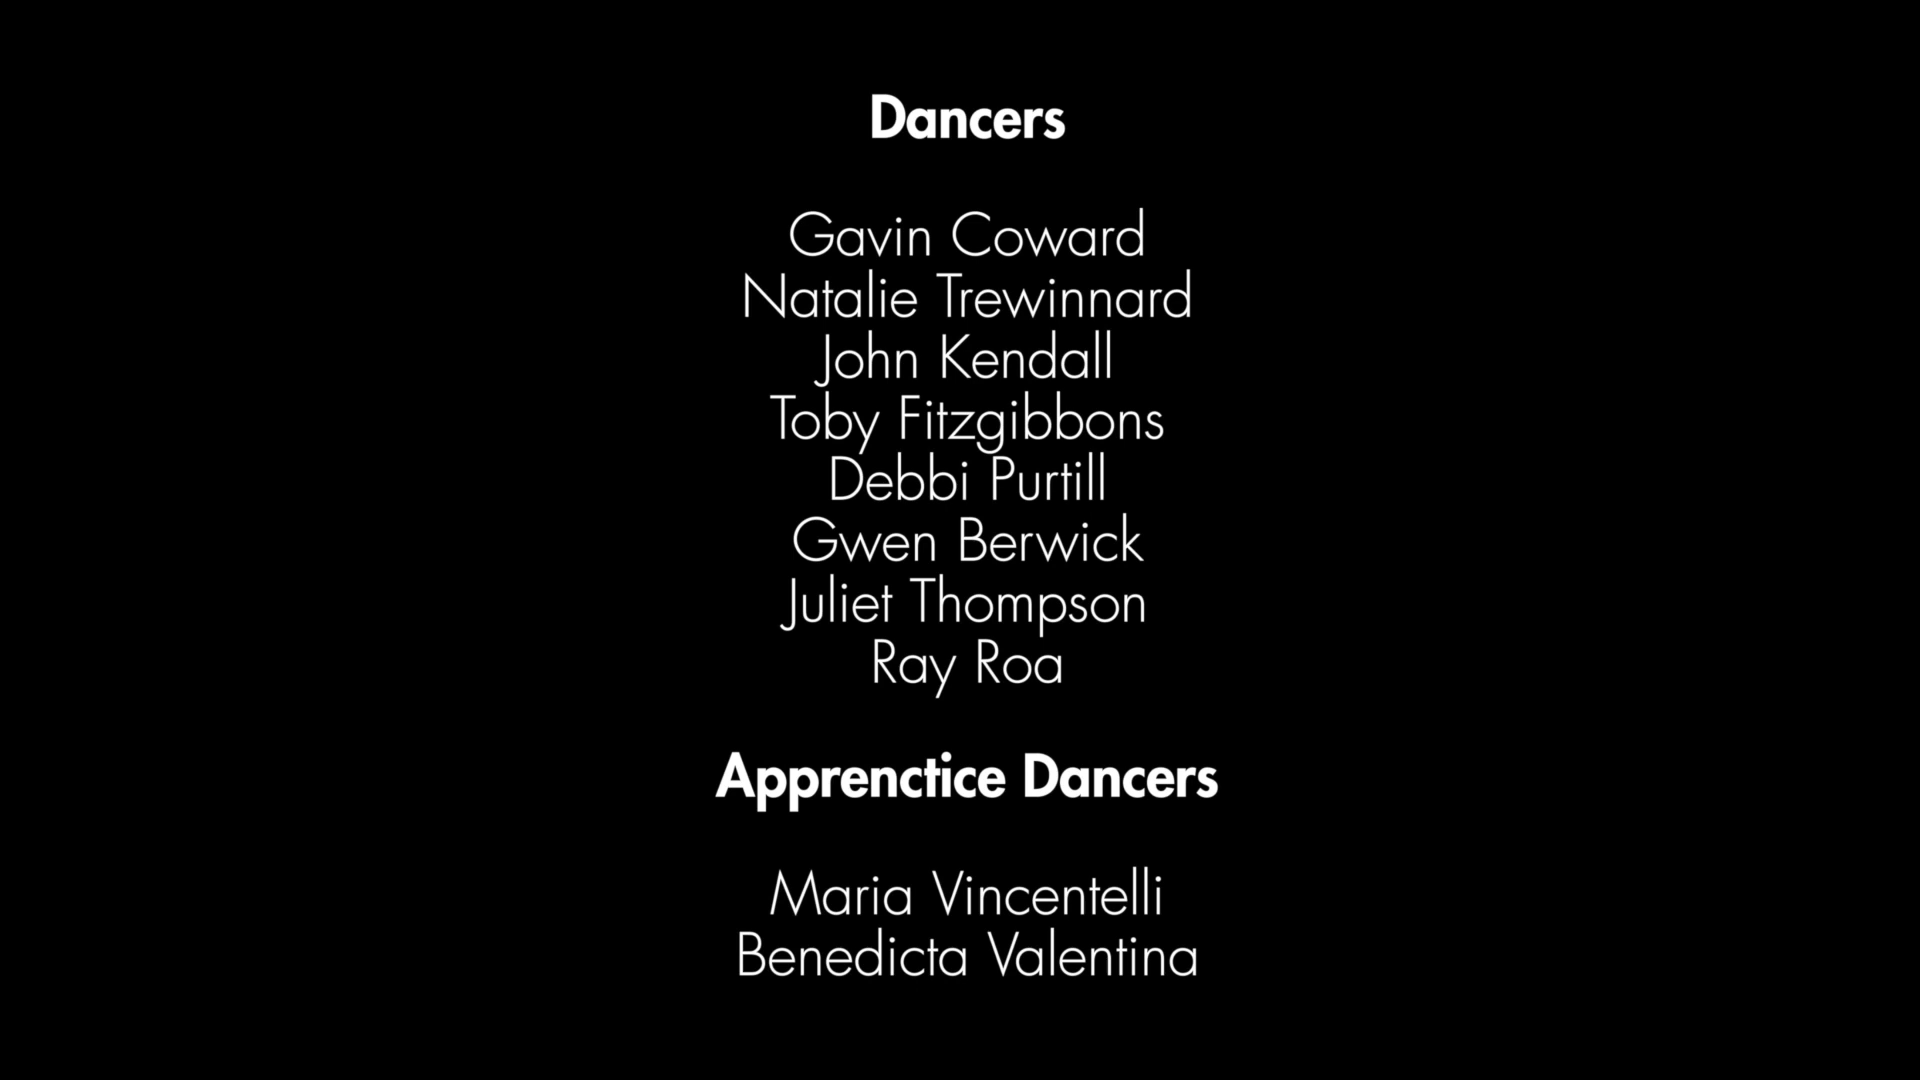 Dancers
Gavin Coward
Natalie Trewinnard
John Kendall
Toby Fitzgibbons
Debbi Purtill
Gwen Berwick
Juliet Thompson
Ray Roa
Apprenctice Dancers
Maria Vincentelli
Benedicta Valentina